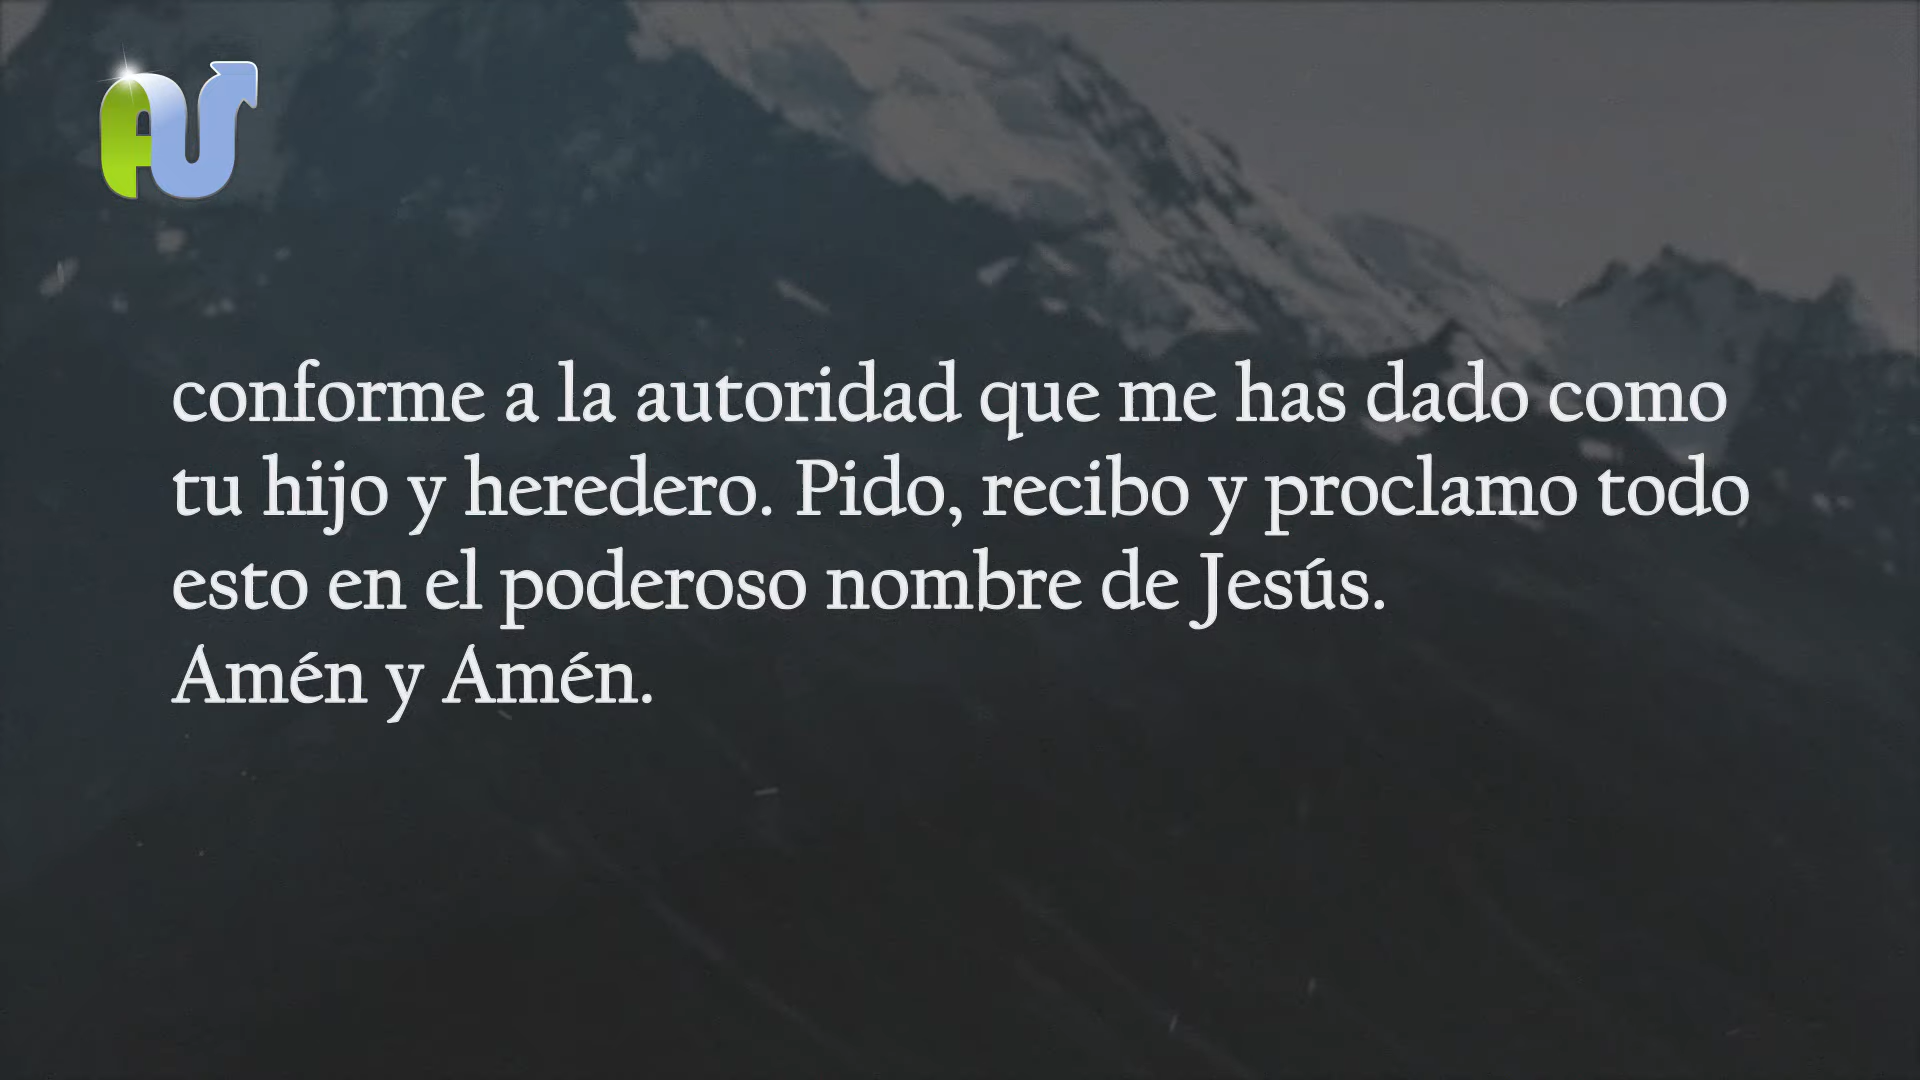 AU
conforme a la autoridad que me has dado como
tu hijo y heredero. Pido, recibo y proclamo todo
esto en el poderoso nombre de Jesús.
Amén y Amén.